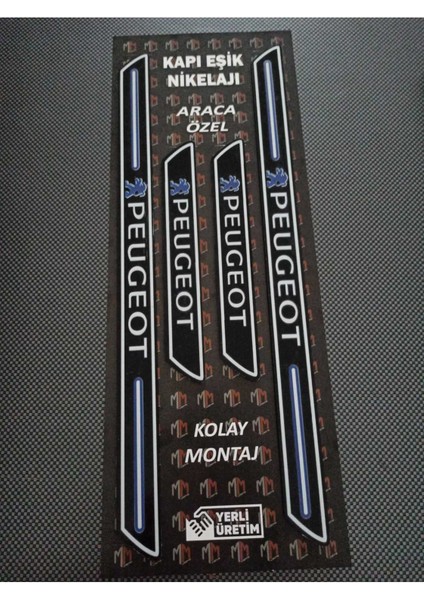 KAPI EŞİK
NİKELAJI
ARACA
ÖZEL
PEUGEOT
PEUGEOT
PEUGEOT
PEUGEOT
KOLAY
MONTAJ
YERLİ
ÜRETİM